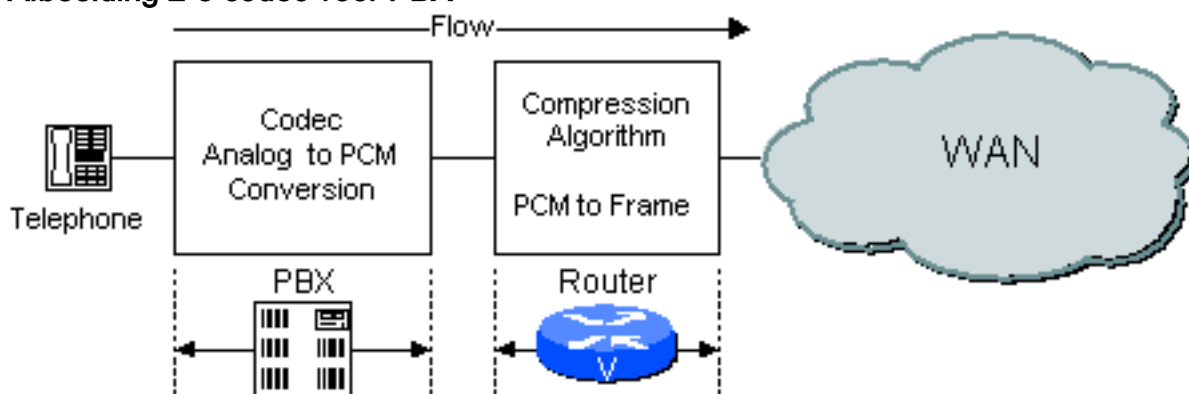 Flow
Codec
Analog to PCM
Conversion
Compression
Algorithm
PCM to Frame
WAN
Telephone
PBX
Router
V